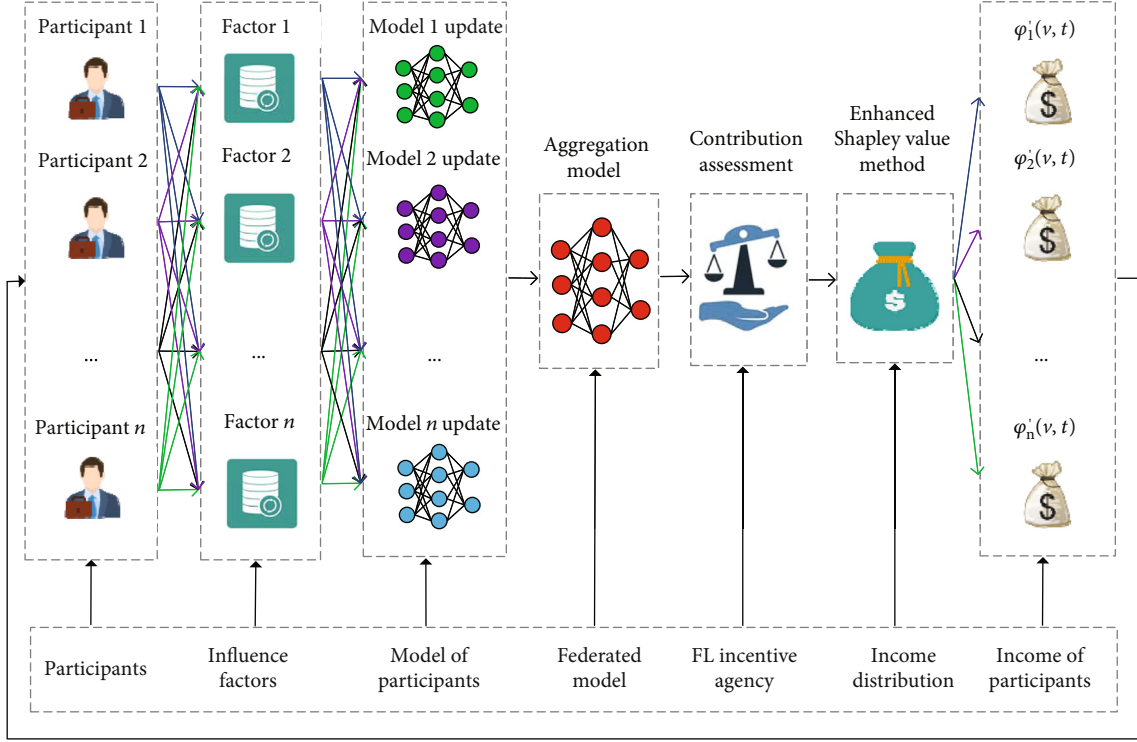 Participant 1
Factor 1
Model 1 update
φ'₁(v, t)
Participant 2
Factor 2
Model 2 update
Aggregation
model
Contribution
assessment
Enhanced
Shapley value
method
φ'₂(v, t)
$
$
$
...
...
...
...
Participant n
Factor n
Model n update
φ'ₙ(v, t)
$
Participants
Influence
factors
Model of
participants
Federated
model
FL incentive
agency
Income
distribution
Income of
participants